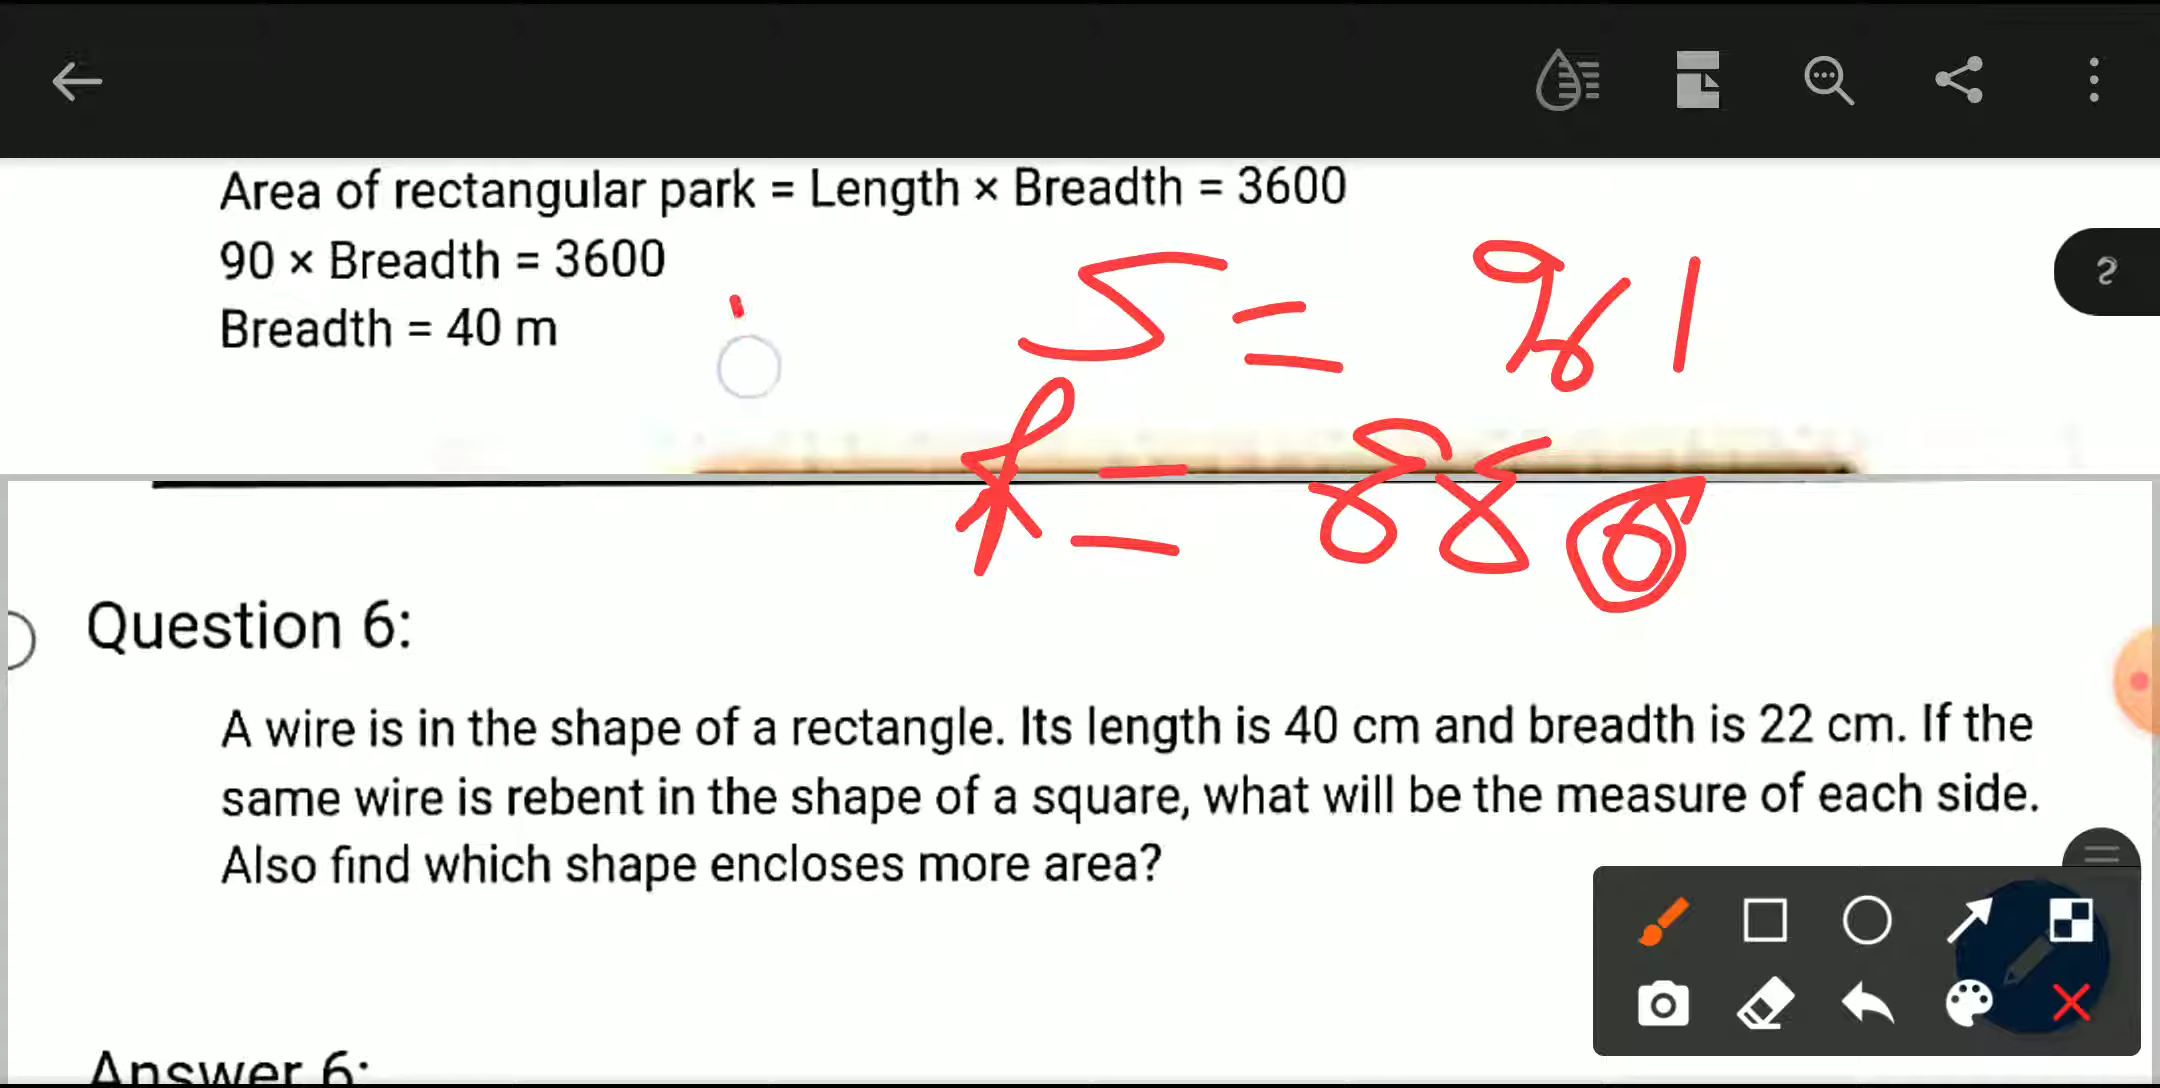 Area of rectangular park = Length × Breadth = 3600
90 × Breadth = 3600
Breadth = 40 m
S = 961
= 880
Question 6:
A wire is in the shape of a rectangle. Its length is 40 cm and breadth is 22 cm. If the
same wire is rebent in the shape of a square, what will be the measure of each side.
Also find which shape encloses more area?
Answer 6: